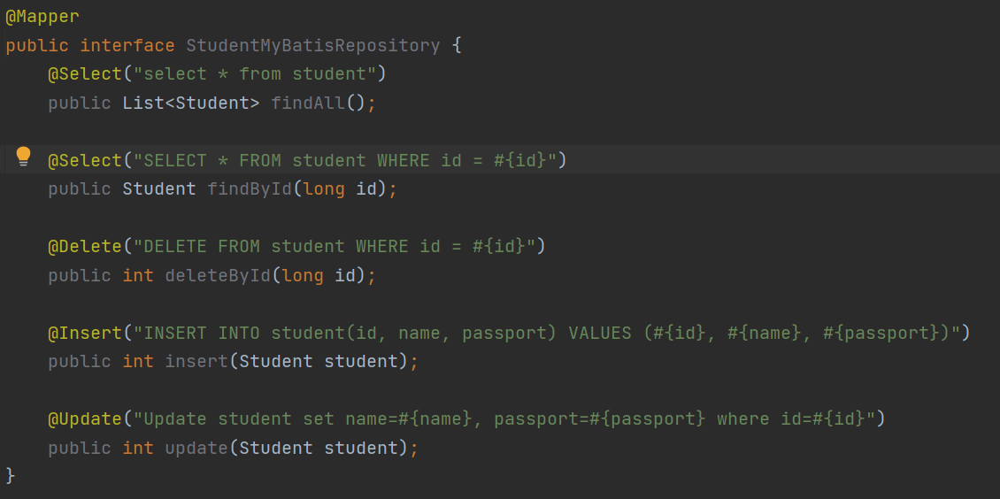 @Mapper
public interface StudentMyBatisRepository {
    @Select("select * from student")
    public List<Student> findAll();

    @Select("SELECT * FROM student WHERE id = #{id}")
    public Student findById(long id);

    @Delete("DELETE FROM student WHERE id = #{id}")
    public int deleteById(long id);

    @Insert("INSERT INTO student(id, name, passport) VALUES (#{id}, #{name}, #{passport})")
    public int insert(Student student);

    @Update("Update student set name=#{name}, passport=#{passport} where id=#{id}")
    public int update(Student student);
}